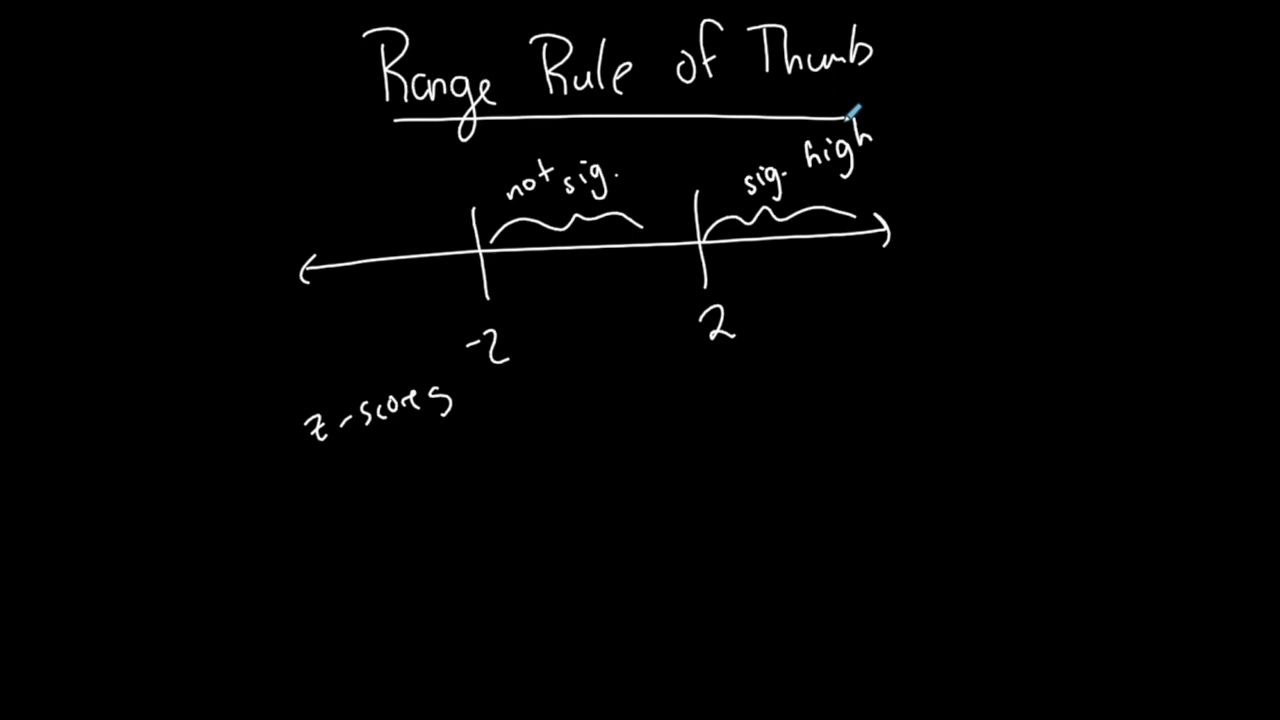 Range Rule of Thumb
not sig.
sig. high
-2
2
z-scores